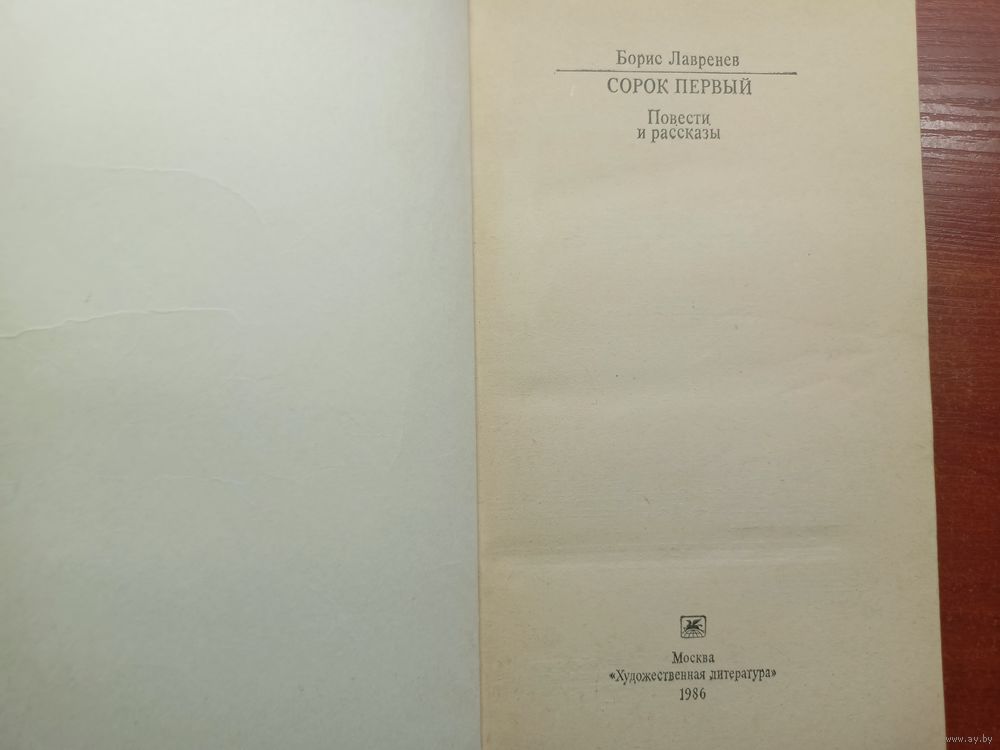 Борис Лавренев
СОРОК ПЕРВЫЙ
Повести
и рассказы
Москва
«Художественная литература»
1986
www.ay.by